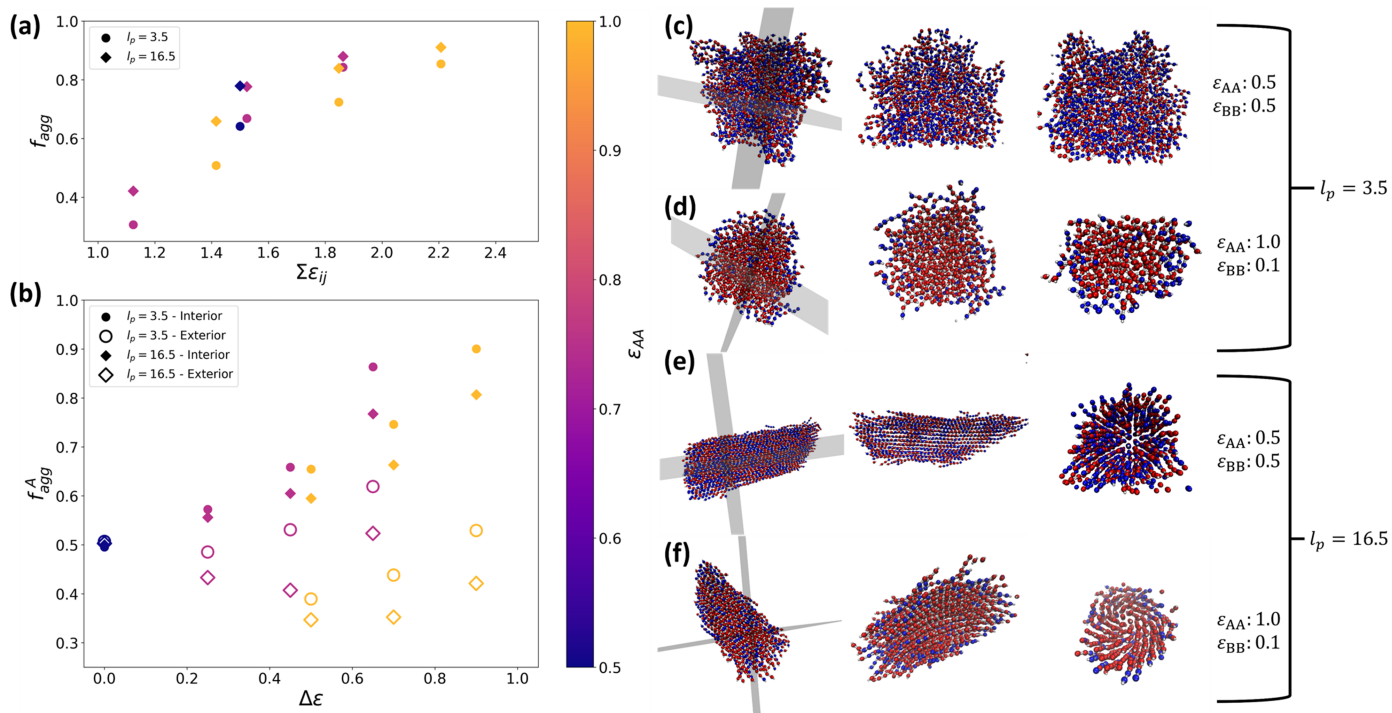 (a)
1.0
0.8
0.6
0.4
f_agg
l_p = 3.5
l_p = 16.5
1.0 1.2 1.4 1.6 1.8 2.0 2.2 2.4
Σε_ij
(b)
1.0
0.9
0.8
0.7
0.6
0.5
0.4
0.3
f^A_agg
l_p = 3.5 - Interior
l_p = 3.5 - Exterior
l_p = 16.5 - Interior
l_p = 16.5 - Exterior
0.0 0.2 0.4 0.6 0.8 1.0
Δε
1.0
0.9
0.8
0.7
0.6
0.5
ε_AA
(c)
ε_AA: 0.5
ε_BB: 0.5
(d)
ε_AA: 1.0
ε_BB: 0.1
l_p = 3.5
(e)
ε_AA: 0.5
ε_BB: 0.5
(f)
ε_AA: 1.0
ε_BB: 0.1
l_p = 16.5